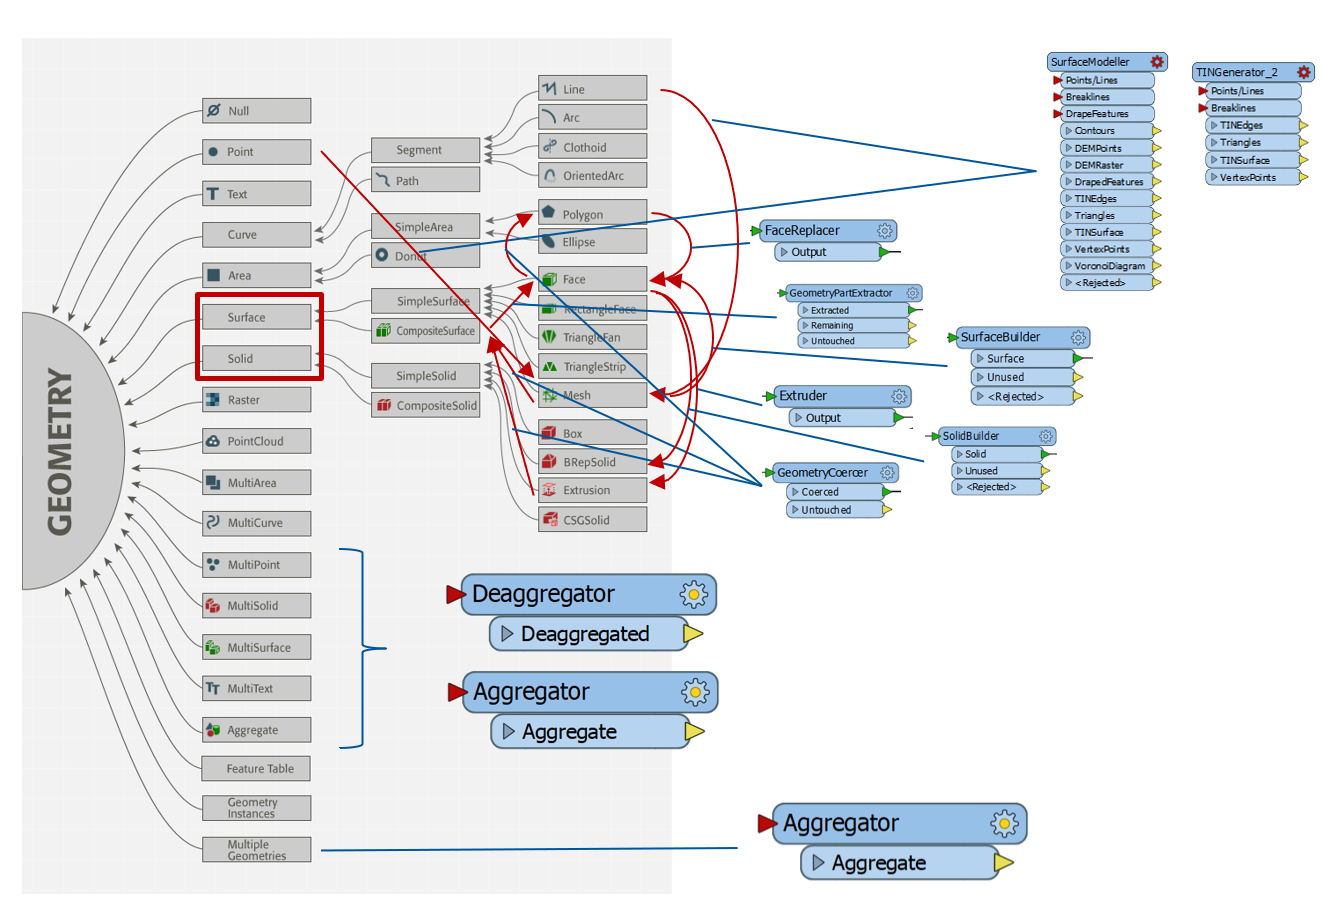 GEOMETRY
Null
Point
Text
Curve
Area
Surface
Solid
Raster
PointCloud
MultiArea
MultiCurve
MultiPoint
MultiSolid
MultiSurface
MultiText
Aggregate
Feature Table
Geometry
Instances
Multiple
Geometries
Segment
Path
SimpleArea
Donut
SimpleSurface
CompositeSurface
SimpleSolid
CompositeSolid
Line
Arc
Clothoid
OrientedArc
Polygon
Ellipse
Face
RectangleFace
TriangleFan
TriangleStrip
Mesh
Box
BRepSolid
Extrusion
CSGSolid
FaceReplacer
Output
GeometryPartExtractor
Extracted
Remaining
Untouched
Extruder
Output
GeometryCoercer
Coerced
Untouched
SurfaceBuilder
Surface
Unused
<Rejected>
SolidBuilder
Solid
Unused
<Rejected>
SurfaceModeller
Points/Lines
Breaklines
DrapeFeatures
Contours
DEMPoints
DEMRaster
DrapedFeatures
TINEdges
Triangles
TINSurface
VertexPoints
VoronoiDiagram
<Rejected>
TINGenerator_2
Points/Lines
Breaklines
TINEdges
Triangles
TINSurface
VertexPoints
Deaggregator
Deaggregated
Aggregator
Aggregate
Aggregator
Aggregate